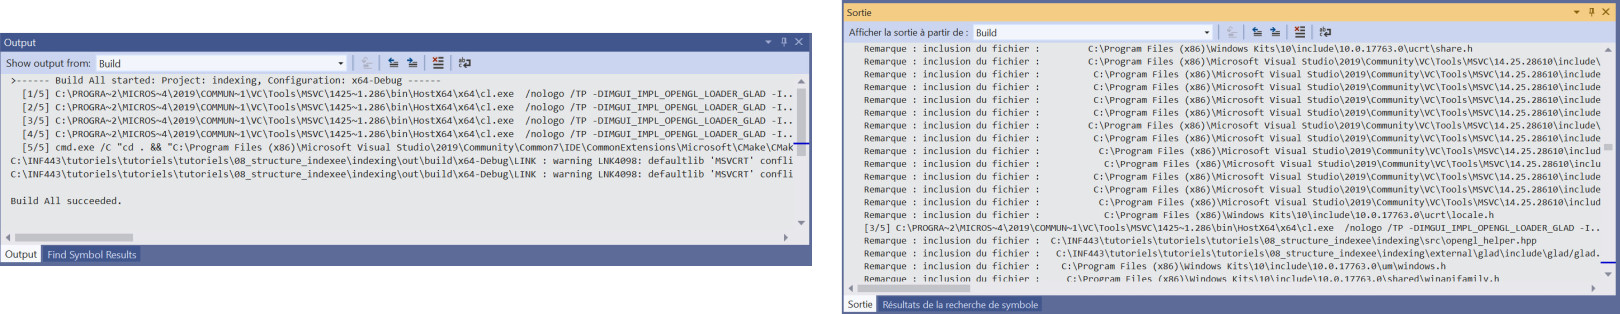 Output
Show output from: Build
>------ Build All started: Project: indexing, Configuration: x64-Debug ------
[1/5] C:\PROGRA~2\MICROS~4\2019\COMMUN~1\VC\Tools\MSVC\1425~1.286\bin\HostX64\x64\cl.exe /nologo /TP -DIMGUI_IMPL_OPENGL_LOADER_GLAD -I..
[2/5] C:\PROGRA~2\MICROS~4\2019\COMMUN~1\VC\Tools\MSVC\1425~1.286\bin\HostX64\x64\cl.exe /nologo /TP -DIMGUI_IMPL_OPENGL_LOADER_GLAD -I..
[3/5] C:\PROGRA~2\MICROS~4\2019\COMMUN~1\VC\Tools\MSVC\1425~1.286\bin\HostX64\x64\cl.exe /nologo /TP -DIMGUI_IMPL_OPENGL_LOADER_GLAD -I..
[4/5] C:\PROGRA~2\MICROS~4\2019\COMMUN~1\VC\Tools\MSVC\1425~1.286\bin\HostX64\x64\cl.exe /nologo /TP -DIMGUI_IMPL_OPENGL_LOADER_GLAD -I..
[5/5] cmd.exe /C "cd . && "C:\Program Files (x86)\Microsoft Visual Studio\2019\Community\Common7\IDE\CommonExtensions\Microsoft\CMake\CMak
C:\INF443\tutoriels\tutoriels\tutoriels\08_structure_indexee\indexing\out\build\x64-Debug\LINK : warning LNK4098: defaultlib 'MSVCRT' confli
C:\INF443\tutoriels\tutoriels\tutoriels\08_structure_indexee\indexing\out\build\x64-Debug\LINK : warning LNK4098: defaultlib 'MSVCRT' confli
Build All succeeded.
Output Find Symbol Results
Sortie
Afficher la sortie à partir de : Build
Remarque : inclusion du fichier : C:\Program Files (x86)\Windows Kits\10\include\10.0.17763.0\ucrt\share.h
Remarque : inclusion du fichier : C:\Program Files (x86)\Microsoft Visual Studio\2019\Community\VC\Tools\MSVC\14.25.28610\include\
Remarque : inclusion du fichier : C:\Program Files (x86)\Microsoft Visual Studio\2019\Community\VC\Tools\MSVC\14.25.28610\include
Remarque : inclusion du fichier : C:\Program Files (x86)\Microsoft Visual Studio\2019\Community\VC\Tools\MSVC\14.25.28610\include
Remarque : inclusion du fichier : C:\Program Files (x86)\Microsoft Visual Studio\2019\Community\VC\Tools\MSVC\14.25.28610\include
Remarque : inclusion du fichier : C:\Program Files (x86)\Microsoft Visual Studio\2019\Community\VC\Tools\MSVC\14.25.28610\include
Remarque : inclusion du fichier : C:\Program Files (x86)\Microsoft Visual Studio\2019\Community\VC\Tools\MSVC\14.25.28610\include\
Remarque : inclusion du fichier : C:\Program Files (x86)\Microsoft Visual Studio\2019\Community\VC\Tools\MSVC\14.25.28610\include
Remarque : inclusion du fichier : C:\Program Files (x86)\Microsoft Visual Studio\2019\Community\VC\Tools\MSVC\14.25.28610\includ
Remarque : inclusion du fichier : C:\Program Files (x86)\Microsoft Visual Studio\2019\Community\VC\Tools\MSVC\14.25.28610\inclu
Remarque : inclusion du fichier : C:\Program Files (x86)\Microsoft Visual Studio\2019\Community\VC\Tools\MSVC\14.25.28610\include
Remarque : inclusion du fichier : C:\Program Files (x86)\Microsoft Visual Studio\2019\Community\VC\Tools\MSVC\14.25.28610\include
Remarque : inclusion du fichier : C:\Program Files (x86)\Microsoft Visual Studio\2019\Community\VC\Tools\MSVC\14.25.28610\includ
Remarque : inclusion du fichier : C:\Program Files (x86)\Windows Kits\10\include\10.0.17763.0\ucrt\locale.h
[3/5] C:\PROGRA~2\MICROS~4\2019\COMMUN~1\VC\Tools\MSVC\1425~1.286\bin\HostX64\x64\cl.exe /nologo /TP -DIMGUI_IMPL_OPENGL_LOADER_GLAD -I..
Remarque : inclusion du fichier : C:\INF443\tutoriels\tutoriels\tutoriels\08_structure_indexee\indexing\src\opengl_helper.hpp
Remarque : inclusion du fichier : C:\INF443\tutoriels\tutoriels\tutoriels\08_structure_indexee\indexing\external\glad\include\glad/glad.
Remarque : inclusion du fichier : C:\Program Files (x86)\Windows Kits\10\include\10.0.17763.0\um\windows.h
Remarque : inclusion du fichier : C:\Program Files (x86)\Windows Kits\10\include\10.0.17763.0\shared\winapifamily.h
Sortie Résultats de la recherche de symbole